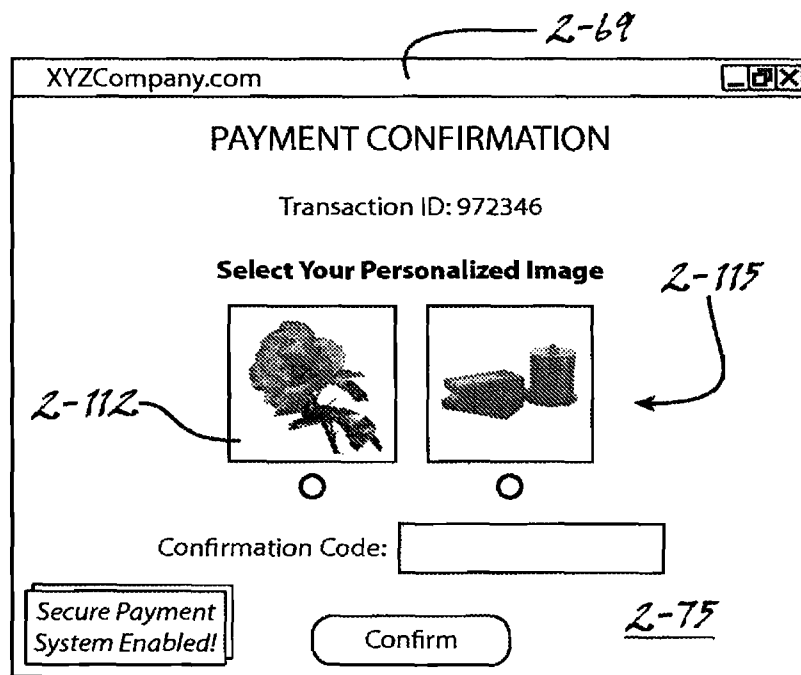 2-69
XYZCompany.com
PAYMENT CONFIRMATION
Transaction ID: 972346
Select Your Personalized Image
2-115
2-112
Confirmation Code:
Secure Payment
System Enabled!
Confirm
2-75